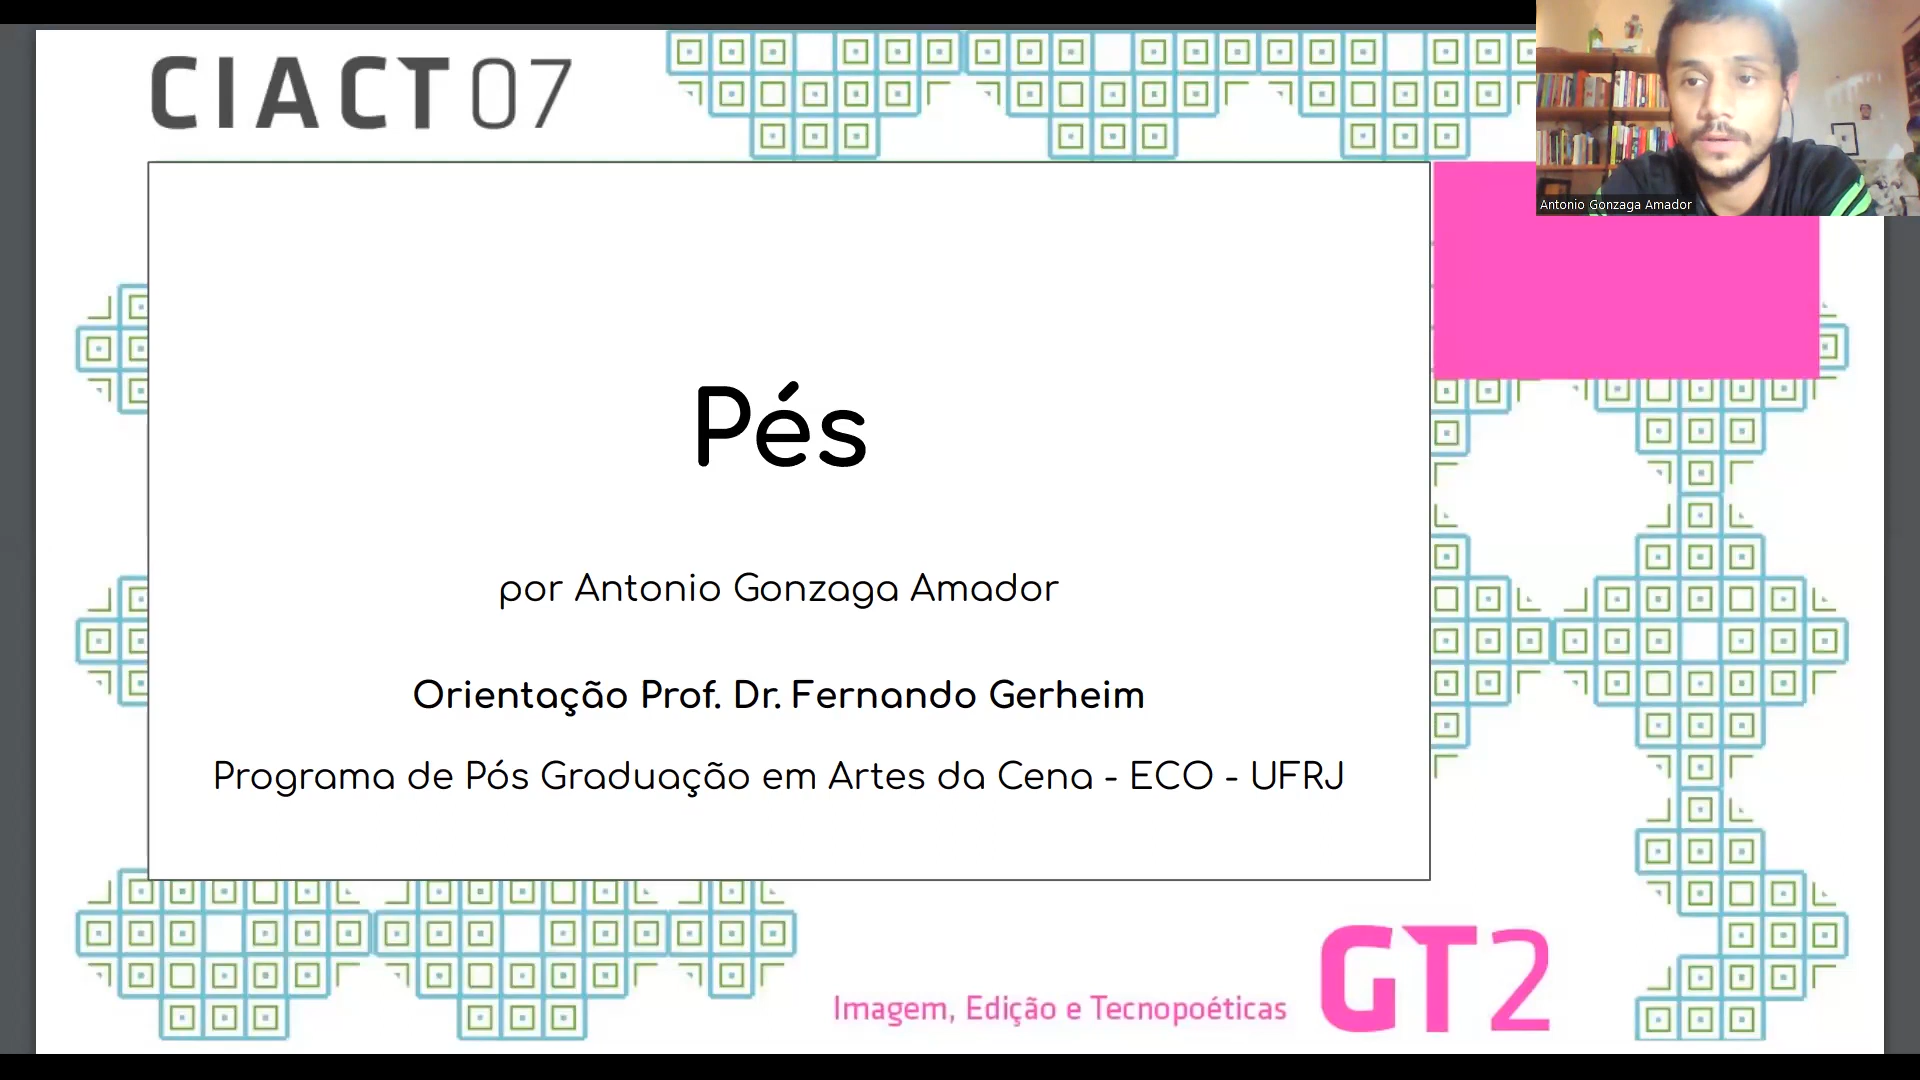 CIACT07
Antonio Gonzaga Amador
Pés
por Antonio Gonzaga Amador
Orientação Prof. Dr. Fernando Gerheim
Programa de Pós Graduação em Artes da Cena - ECO - UFRJ
Imagem, Edição e Tecnopoéticas
GT2